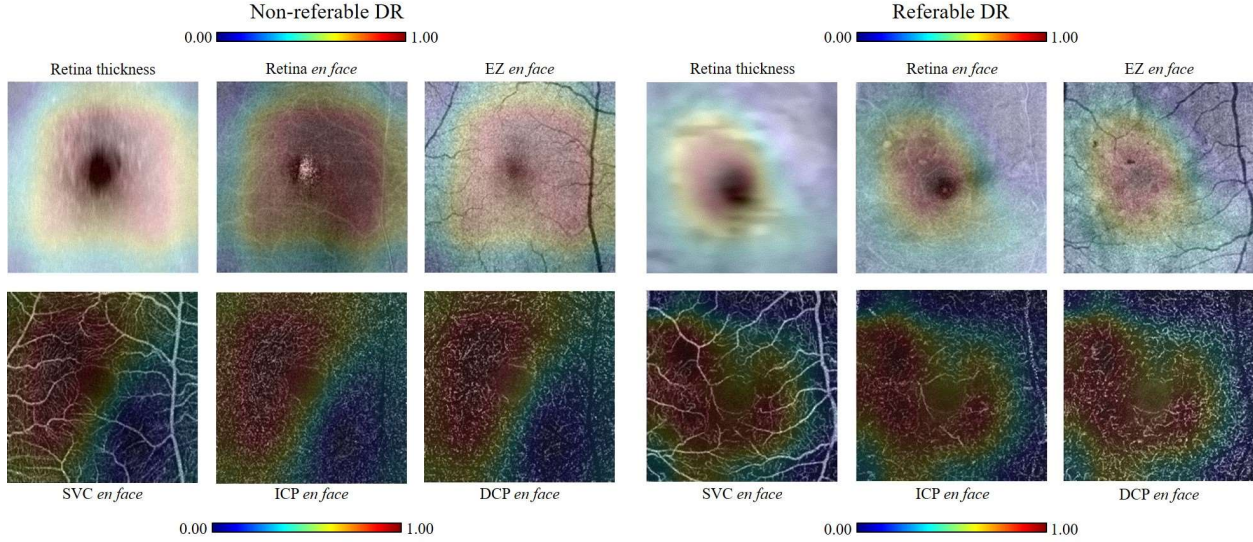 Non-referable DR
Referable DR
0.00 1.00
0.00 1.00
Retina thickness
Retina en face
EZ en face
Retina thickness
Retina en face
EZ en face
SVC en face
ICP en face
DCP en face
SVC en face
ICP en face
DCP en face
0.00 1.00
0.00 1.00